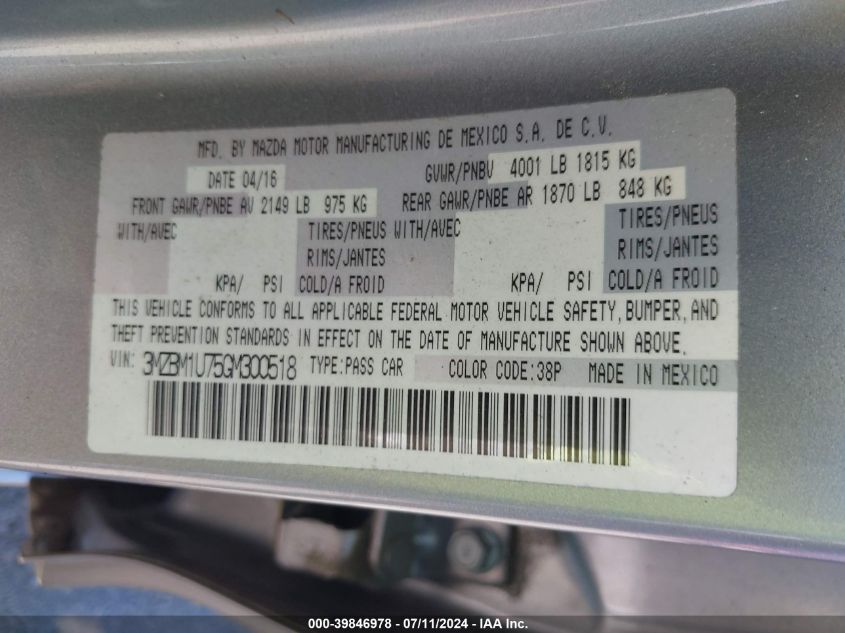 MFD. BY MAZDA MOTOR MANUFACTURING DE MEXICO S.A. DE C.V.
DATE 04/16 GVWR/PNBV 4001 LB 1815 KG
FRONT GAWR/PNBE AV 2149 LB 975 KG REAR GAWR/PNBE AR 1870 LB 848 KG
WITH/AVEC TIRES/PNEUS WITH/AVEC TIRES/PNEUS
RIMS/JANTES RIMS/JANTES
KPA/ PSI COLD/A FROID KPA/ PSI COLD/A FROID
THIS VEHICLE CONFORMS TO ALL APPLICABLE FEDERAL MOTOR VEHICLE SAFETY, BUMPER, AND
THEFT PREVENTION STANDARDS IN EFFECT ON THE DATE OF MANUFACTURE SHOWN ABOVE.
VIN: 3MZBM1U75GM300518 TYPE:PASS CAR COLOR CODE:38P MADE IN MEXICO
000-39846978 - 07/11/2024 - IAA Inc.